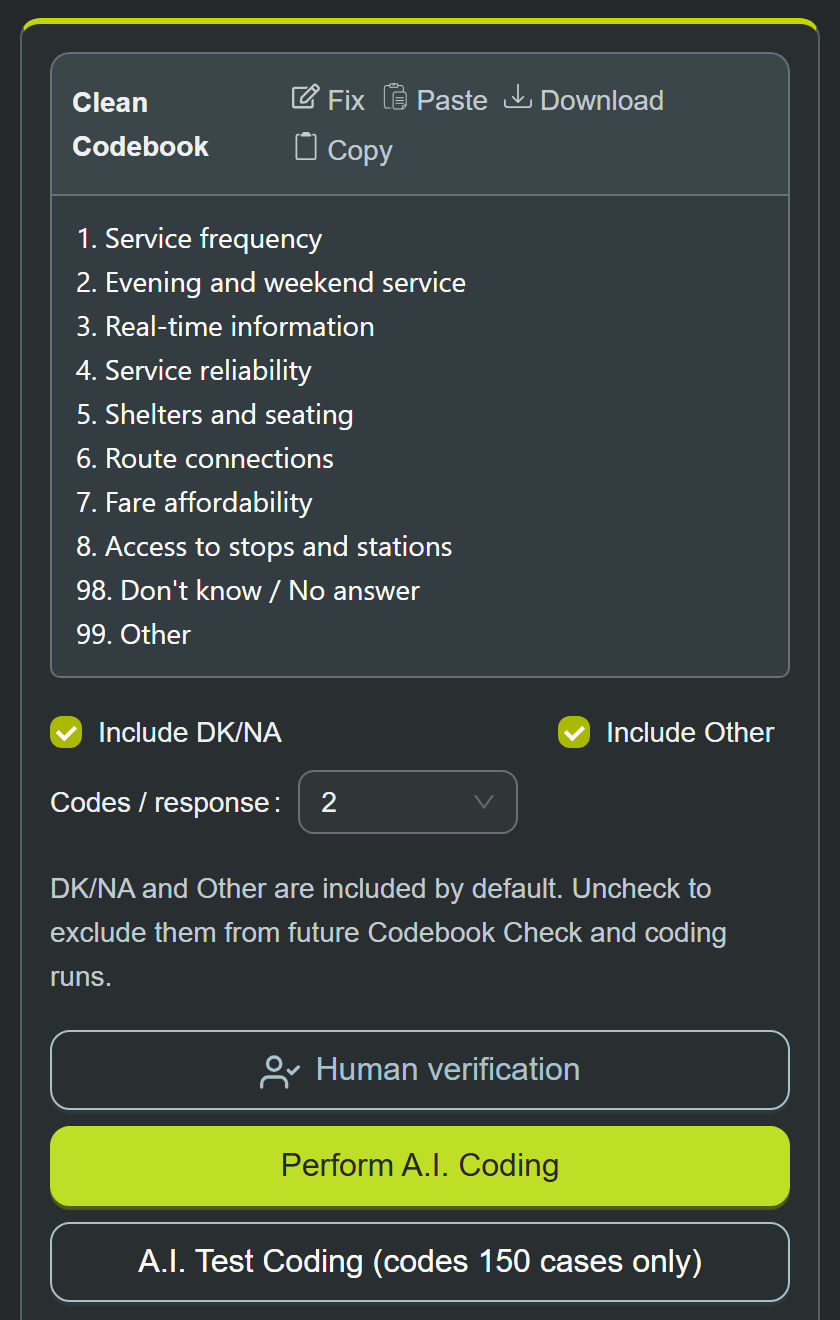 Clean
Codebook
Fix Paste Download
Copy
1. Service frequency
2. Evening and weekend service
3. Real-time information
4. Service reliability
5. Shelters and seating
6. Route connections
7. Fare affordability
8. Access to stops and stations
98. Don't know / No answer
99. Other
Include DK/NA Include Other
Codes / response: 2
DK/NA and Other are included by default. Uncheck to
exclude them from future Codebook Check and coding
runs.
Human verification
Perform A.I. Coding
A.I. Test Coding (codes 150 cases only)